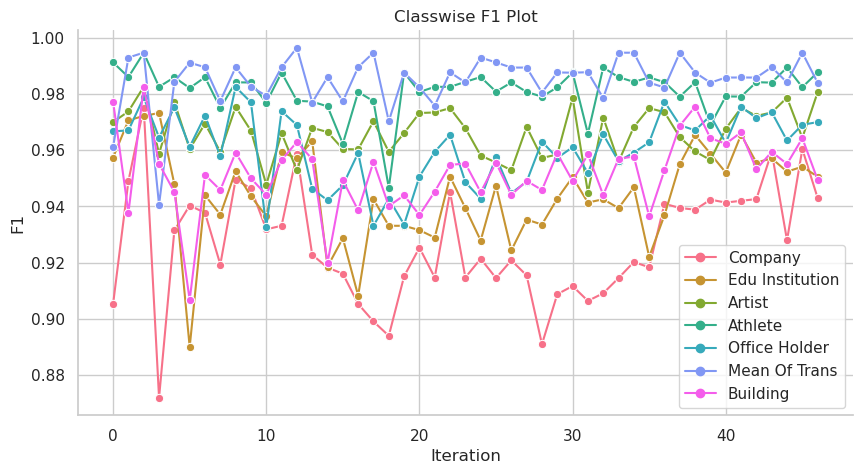 Classwise F1 Plot
1.00
0.98
0.96
0.94
0.92
0.90
0.88
F1
0 10 20 30 40
Iteration
Company
Edu Institution
Artist
Athlete
Office Holder
Mean Of Trans
Building